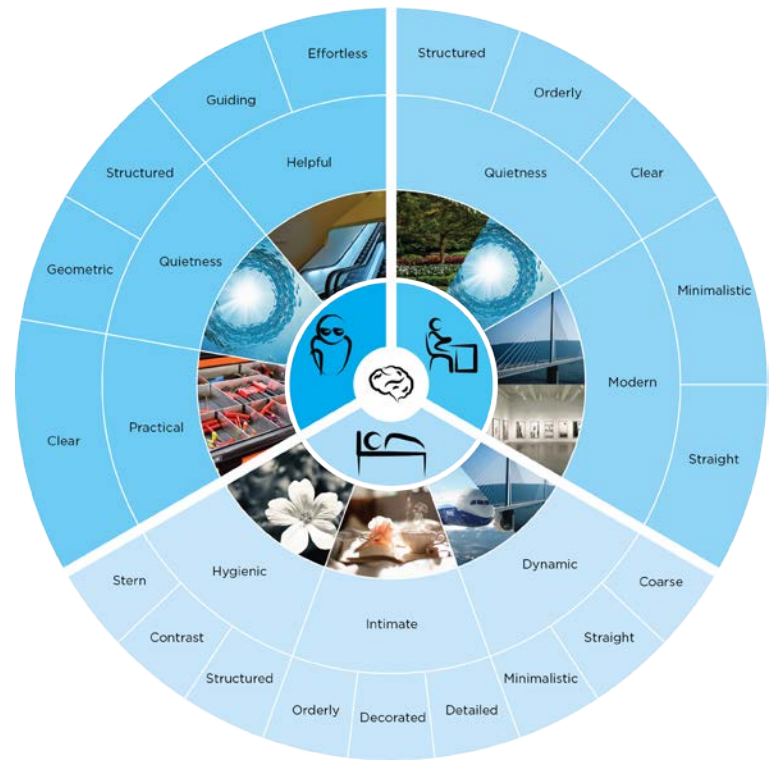 Effortless
Structured
Guiding
Orderly
Structured
Helpful
Quietness
Clear
Geometric
Quietness
Minimalistic
Clear
Practical
Modern
Straight
Stern
Hygienic
Dynamic
Coarse
Contrast
Intimate
Straight
Structured
Minimalistic
Orderly
Decorated
Detailed